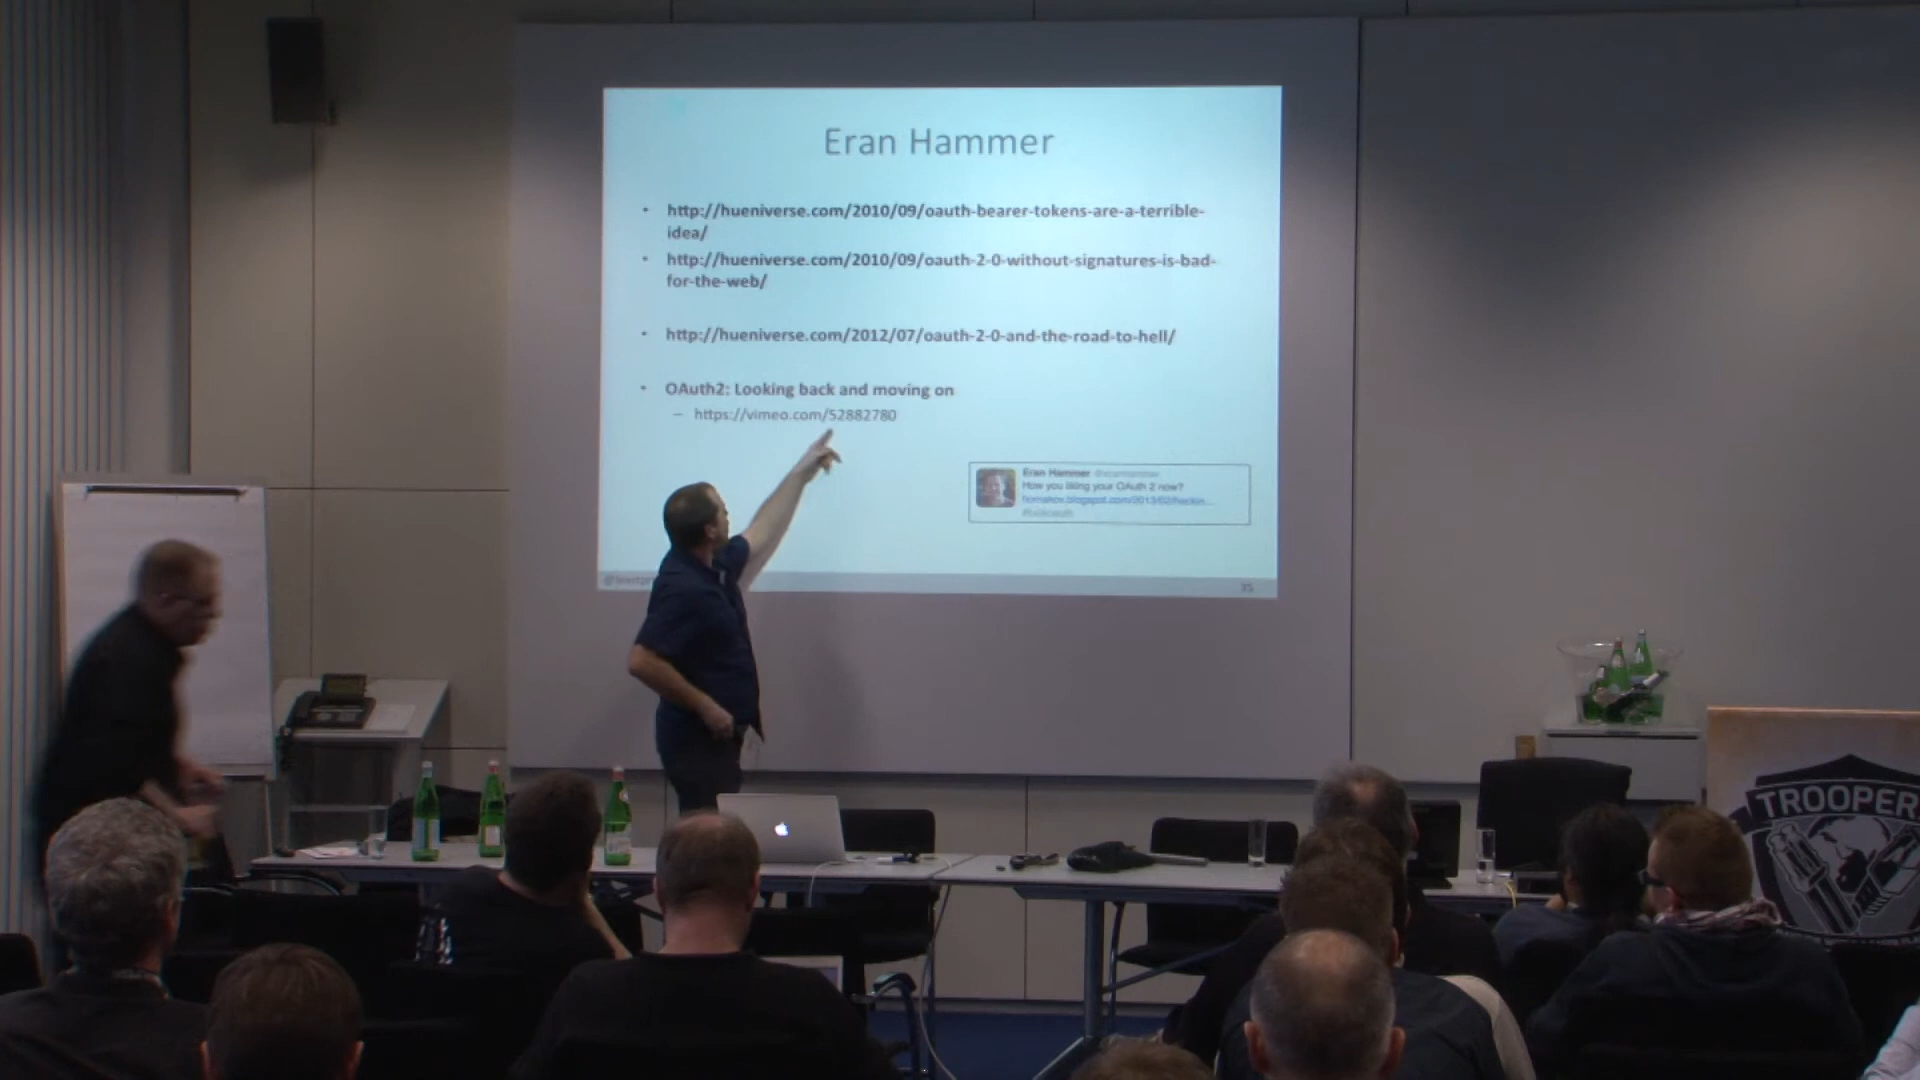 Eran Hammer
• http://hueniverse.com/2010/09/oauth-bearer-tokens-are-a-terrible-
idea/
• http://hueniverse.com/2010/09/oauth-2-0-without-signatures-is-bad-
for-the-web/
• http://hueniverse.com/2012/07/oauth-2-0-and-the-road-to-hell/
• OAuth2: Looking back and moving on
– https://vimeo.com/52882780
Eran Hammer @eranhammer
How you liking your OAuth 2 now?
35
TROOPER